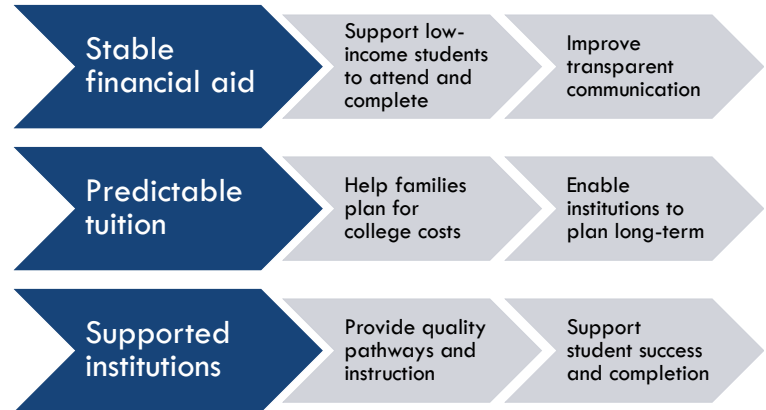 Stable
financial aid
Support low-
income students
to attend and
complete
Improve
transparent
communication
Predictable
tuition
Help families
plan for
college costs
Enable
institutions to
plan long-term
Supported
institutions
Provide quality
pathways and
instruction
Support
student success
and completion